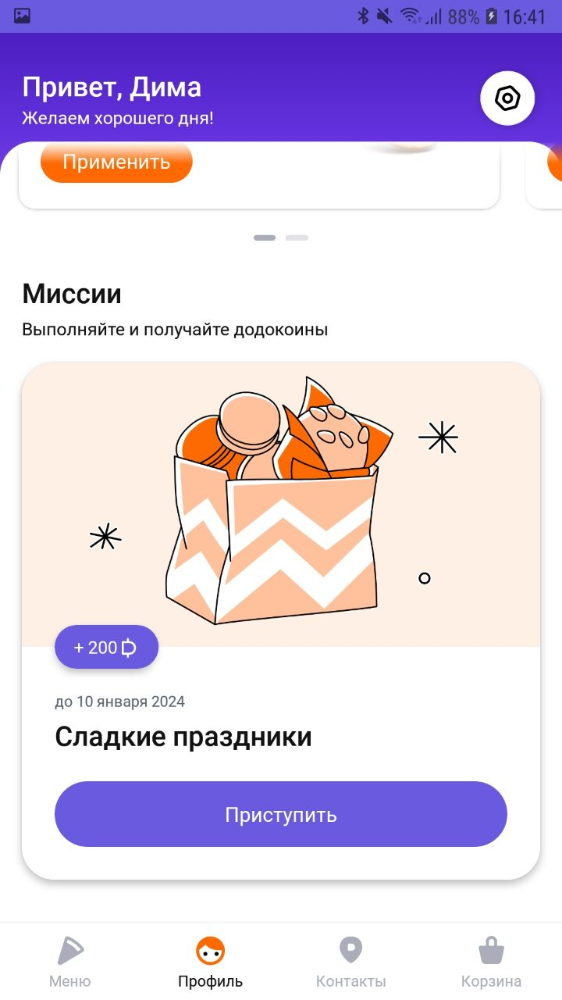 88% 16:41
Привет, Дима
Желаем хорошего дня!
Применить
Миссии
Выполняйте и получайте додокоины
+ 200
до 10 января 2024
Сладкие праздники
Приступить
Меню Профиль Контакты Корзина